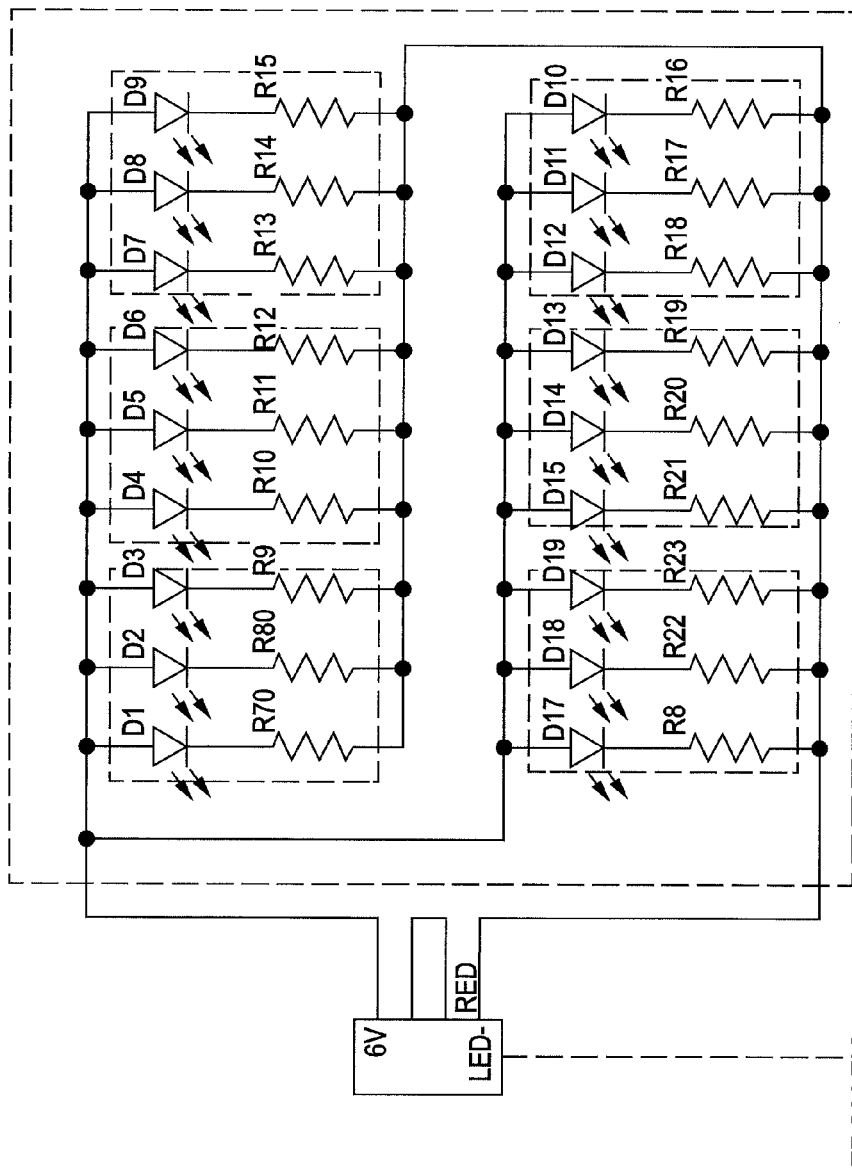 D1
D2
D3
D4
D5
D6
D7
D8
D9
R70
R80
R9
R10
R11
R12
R13
R14
R15
6V
RED
LED-
D17
D18
D19
D15
D14
D13
D12
D11
D10
R8
R22
R23
R21
R20
R19
R18
R17
R16